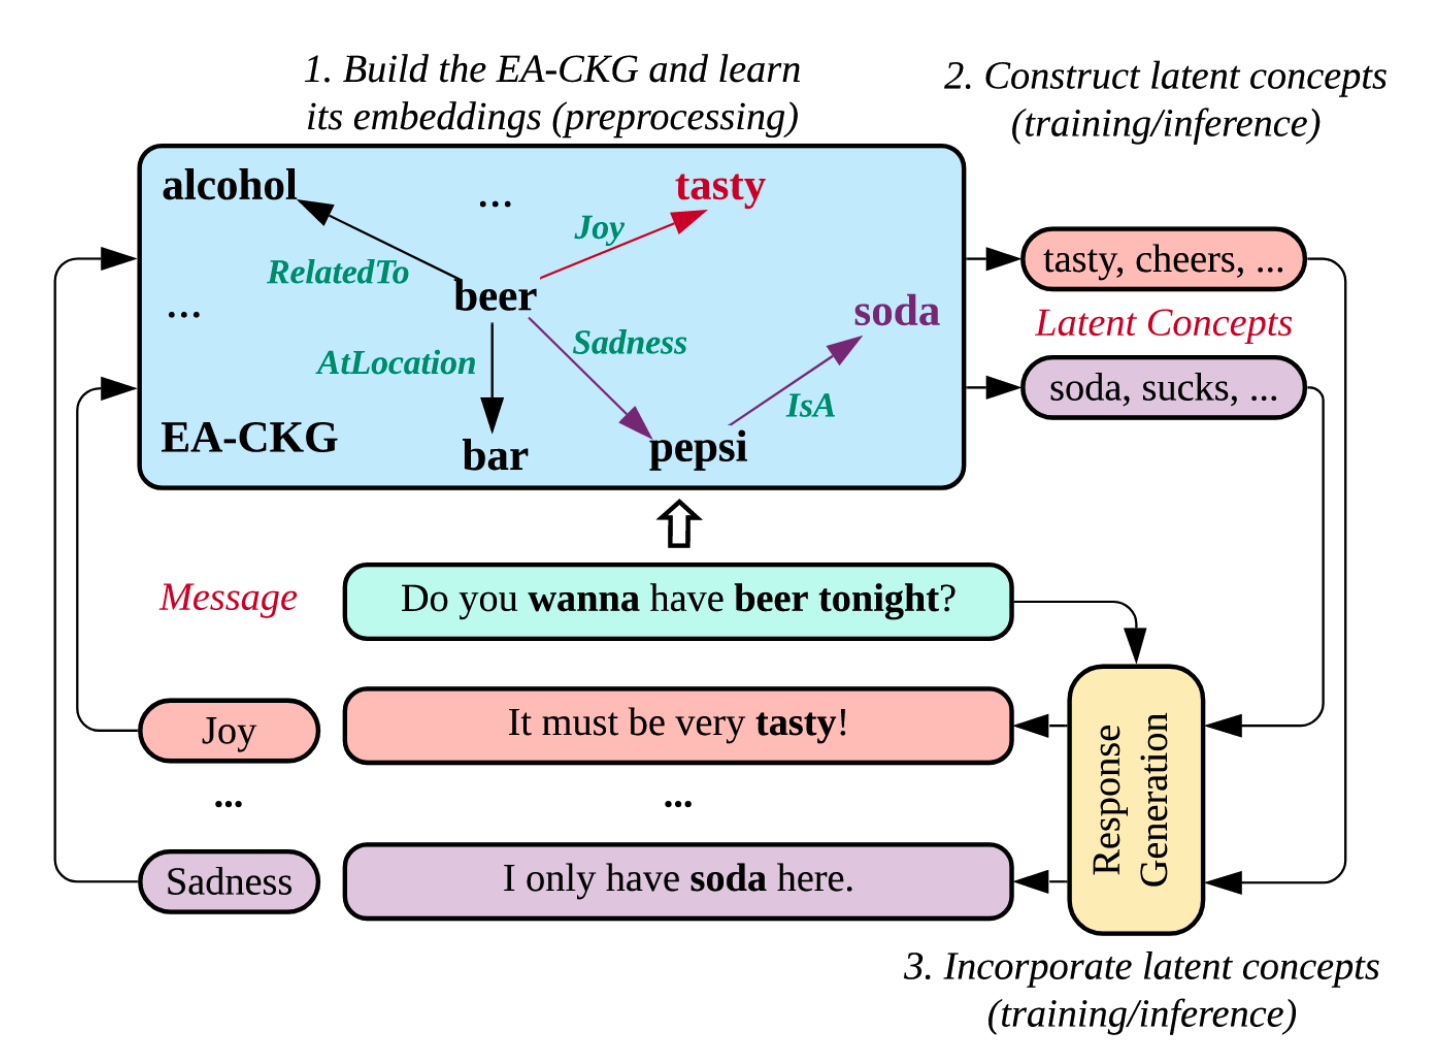 1. Build the EA-CKG and learn
its embeddings (preprocessing)
2. Construct latent concepts
(training/inference)
alcohol
...
tasty
Joy
RelatedTo
beer
...
soda
AtLocation
Sadness
IsA
EA-CKG
bar
pepsi
tasty, cheers, ...
Latent Concepts
soda, sucks, ...
Message
Do you wanna have beer tonight?
Joy
It must be very tasty!
...
...
Sadness
I only have soda here.
Response
Generation
3. Incorporate latent concepts
(training/inference)